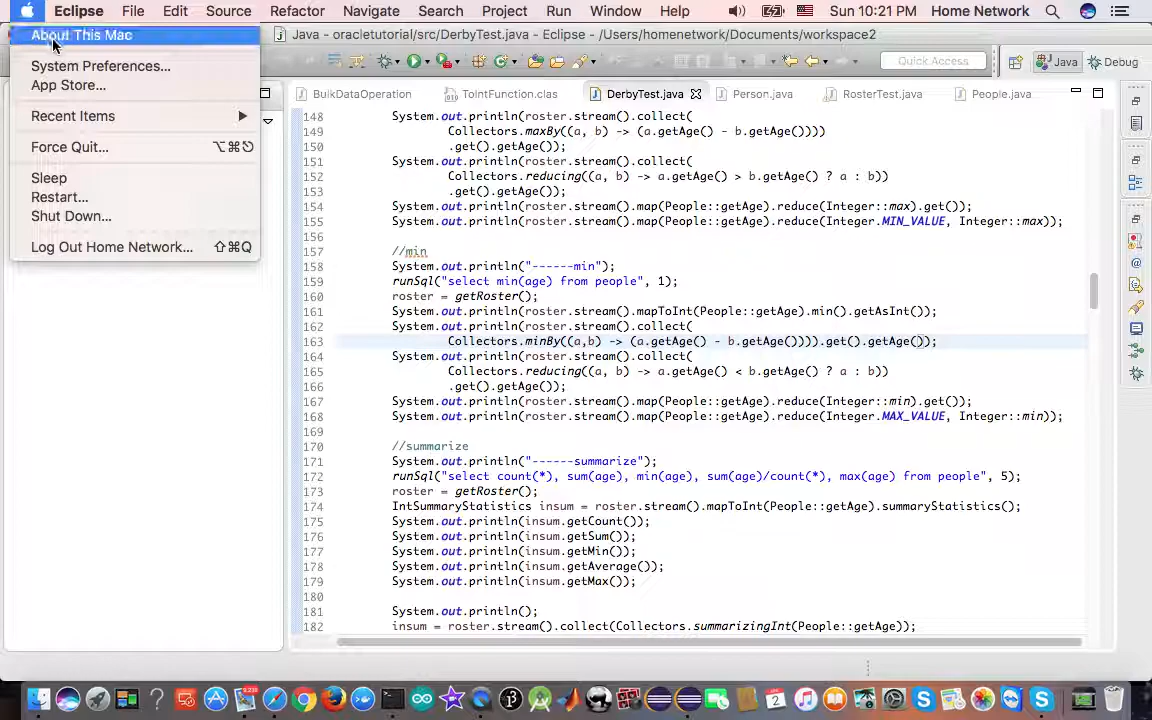 Eclipse File Edit Source Refactor Navigate Search Project Run Window Help Sun 10:21 PM Home Network
About This Mac
System Preferences...
App Store...
Recent Items
Force Quit... ⌥⌘⎋
Sleep
Restart...
Shut Down...
Log Out Home Network... ⇧⌘Q
Java - oracletutorial/src/DerbyTest.java - Eclipse - /Users/homenetwork/Documents/workspace2
Quick Access Java Debug
BulkDataOperation ToIntFunction.clas DerbyTest.java Person.java RosterTest.java People.java
148 System.out.println(roster.stream().collect(
149 Collectors.maxBy((a, b) -> (a.getAge() - b.getAge())))
150 .get().getAge());
151 System.out.println(roster.stream().collect(
152 Collectors.reducing((a, b) -> a.getAge() > b.getAge() ? a : b))
153 .get().getAge());
154 System.out.println(roster.stream().map(People::getAge).reduce(Integer::max).get());
155 System.out.println(roster.stream().map(People::getAge).reduce(Integer.MIN_VALUE, Integer::max));
156
157 //min
158 System.out.println("------min");
159 runSql("select min(age) from people", 1);
160 roster = getRoster();
161 System.out.println(roster.stream().mapToInt(People::getAge).min().getAsInt());
162 System.out.println(roster.stream().collect(
163 Collectors.minBy((a,b) -> (a.getAge() - b.getAge()))).get().getAge());
164 System.out.println(roster.stream().collect(
165 Collectors.reducing((a, b) -> a.getAge() < b.getAge() ? a : b))
166 .get().getAge());
167 System.out.println(roster.stream().map(People::getAge).reduce(Integer::min).get());
168 System.out.println(roster.stream().map(People::getAge).reduce(Integer.MAX_VALUE, Integer::min));
169
170 //summarize
171 System.out.println("------summarize");
172 runSql("select count(*), sum(age), min(age), sum(age)/count(*), max(age) from people", 5);
173 roster = getRoster();
174 IntSummaryStatistics insum = roster.stream().mapToInt(People::getAge).summaryStatistics();
175 System.out.println(insum.getCount());
176 System.out.println(insum.getSum());
177 System.out.println(insum.getMin());
178 System.out.println(insum.getAverage());
179 System.out.println(insum.getMax());
180
181 System.out.println();
182 insum = roster.stream().collect(Collectors.summarizingInt(People::getAge));